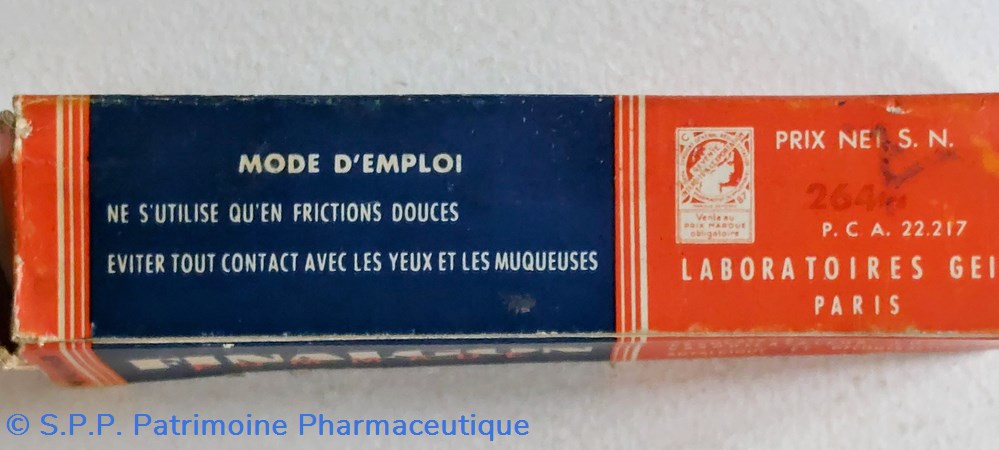 MODE D'EMPLOI
NE S'UTILISE QU'EN FRICTIONS DOUCES
EVITER TOUT CONTACT AVEC LES YEUX ET LES MUQUEUSES
PRIX NET S. N.
264
P. C A. 22.217
Vente au
PRIX MARQUÉ
obligatoire
LABORATOIRES GEI
PARIS
© S.P.P. Patrimoine Pharmaceutique